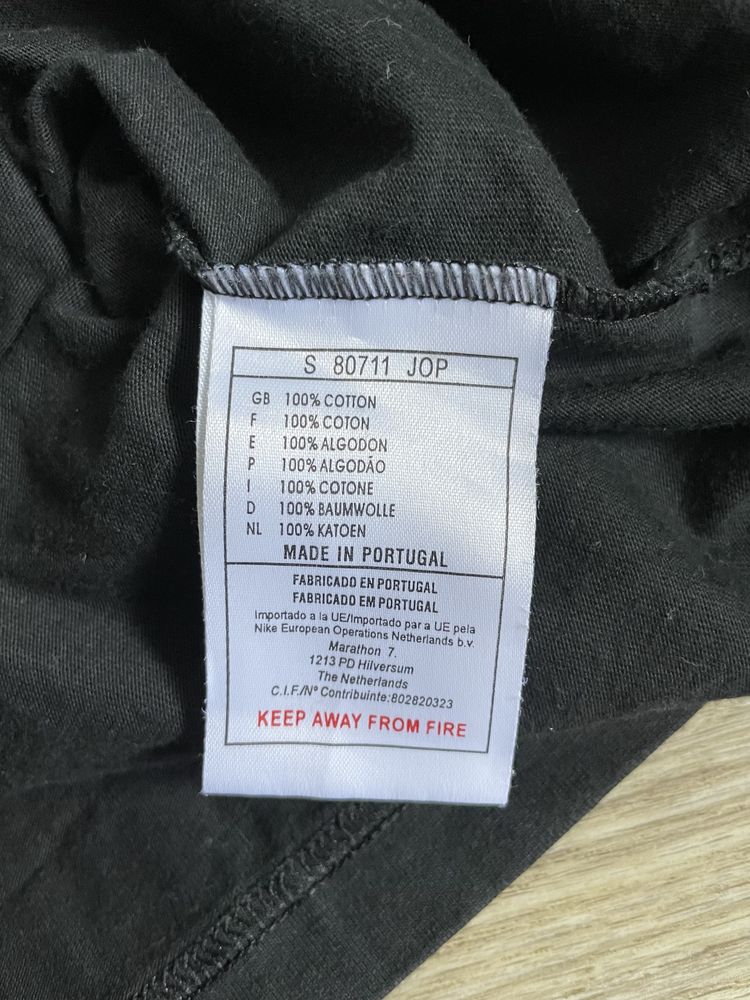 S 80711 JOP
GB 100% COTTON
F 100% COTON
E 100% ALGODON
P 100% ALGODÃO
I 100% COTONE
D 100% BAUMWOLLE
NL 100% KATOEN
MADE IN PORTUGAL
FABRICADO EN PORTUGAL
FABRICADO EM PORTUGAL
Importado a la UE/Importado par a UE pela
Nike European Operations Netherlands b.v.
Marathon 7.
1213 PD Hilversum
The Netherlands
C.I.F./Nº Contribuinte:802820323
KEEP AWAY FROM FIRE